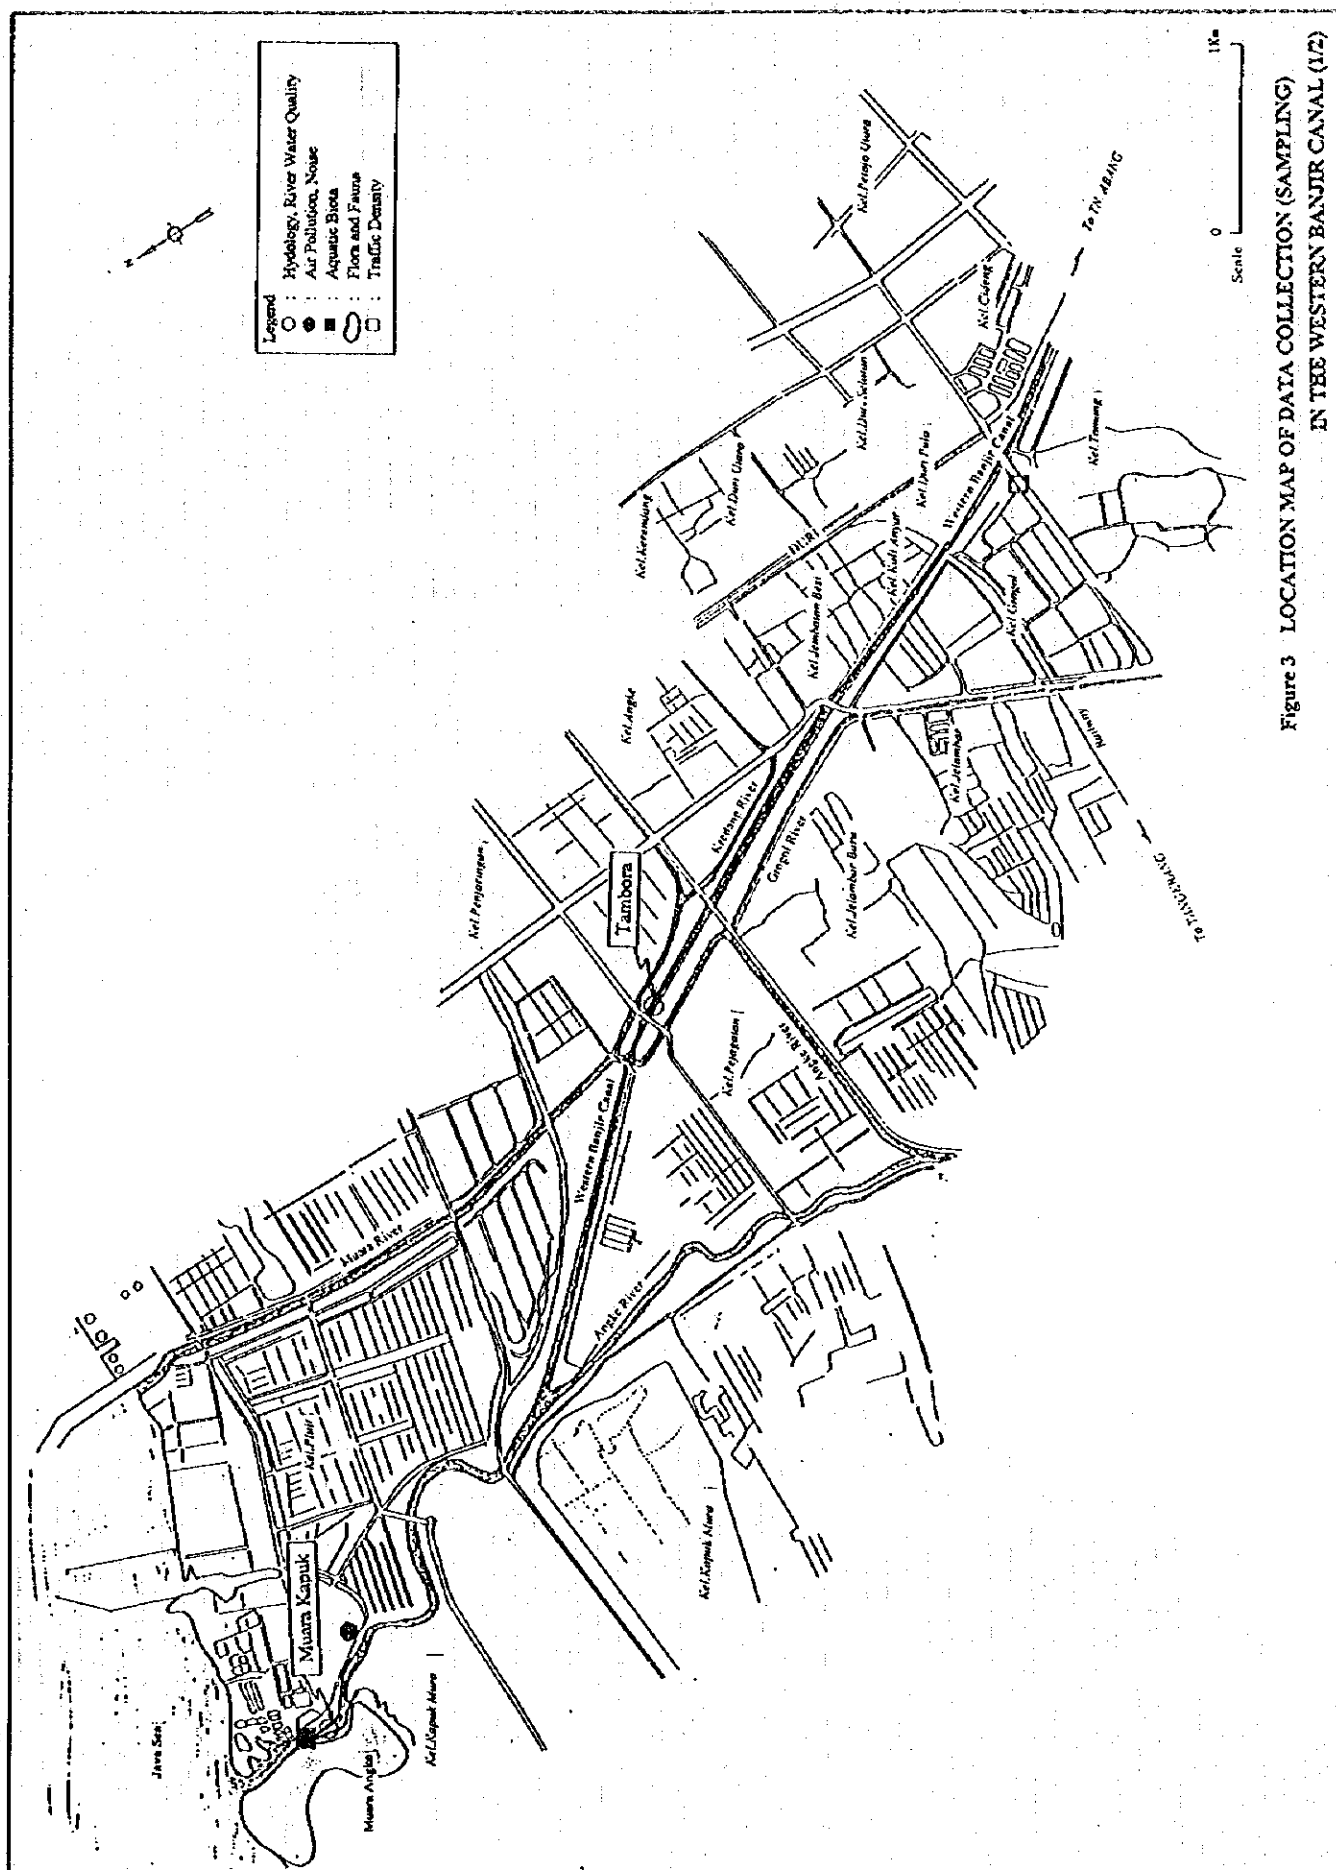 Legend
: Hydology, River Water Quality
: Air Pollution, Noise
: Aquatic Biota
: Flora and Fauna
: Traffic Density
N
Java Sea
Muara Kapuk
Muara Angke
Kel.Kapuk Muara
Kel.Pluit
Muara River
Kel.Kapuk Muara
Angke River
Western Banjir Canal
Kel.Penjaringan
Tambora
Kel.Pejagalan
Angke River
Kel.Angke
Krendang River
Grogol River
Kel.Jelambar Baru
Kel.Jelambar
Railway
To TANGERANG
Kel.Kerendang
Kel.Duri Utara
DURI
Kel.Jembatan Besi
Kel.Kali Anyar
Kel.Duri Selatan
Kel.Duri Pulo
Western Banjir Canal
Kel.Grogol
Kel.Tomang
Kel.Cideng
Kel.Petojo Utara
To TN. ABANG
0 1Km
Scale
Figure 3 LOCATION MAP OF DATA COLLECTION (SAMPLING)
IN THE WESTERN BANJIR CANAL (1/2)